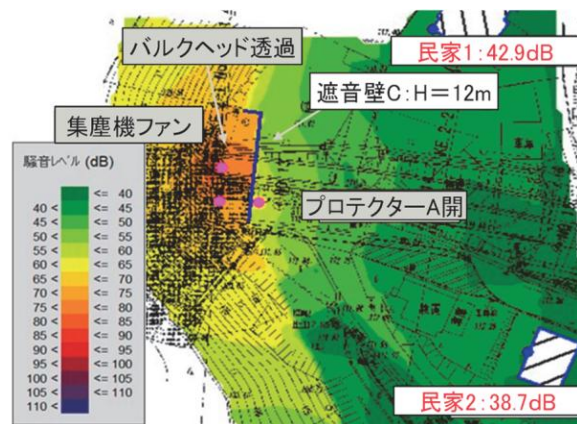 バルクヘッド透過
民家1：42.9dB
遮音壁C：H＝12m
集塵機ファン
騒音レベル (dB)
<= 40
40 < <= 45
45 < <= 50
50 < <= 55
55 < <= 60
60 < <= 65
65 < <= 70
70 < <= 75
75 < <= 80
80 < <= 85
85 < <= 90
90 < <= 95
95 < <= 100
100 < <= 105
105 < <= 110
110 <
プロテクターA開
民家2：38.7dB